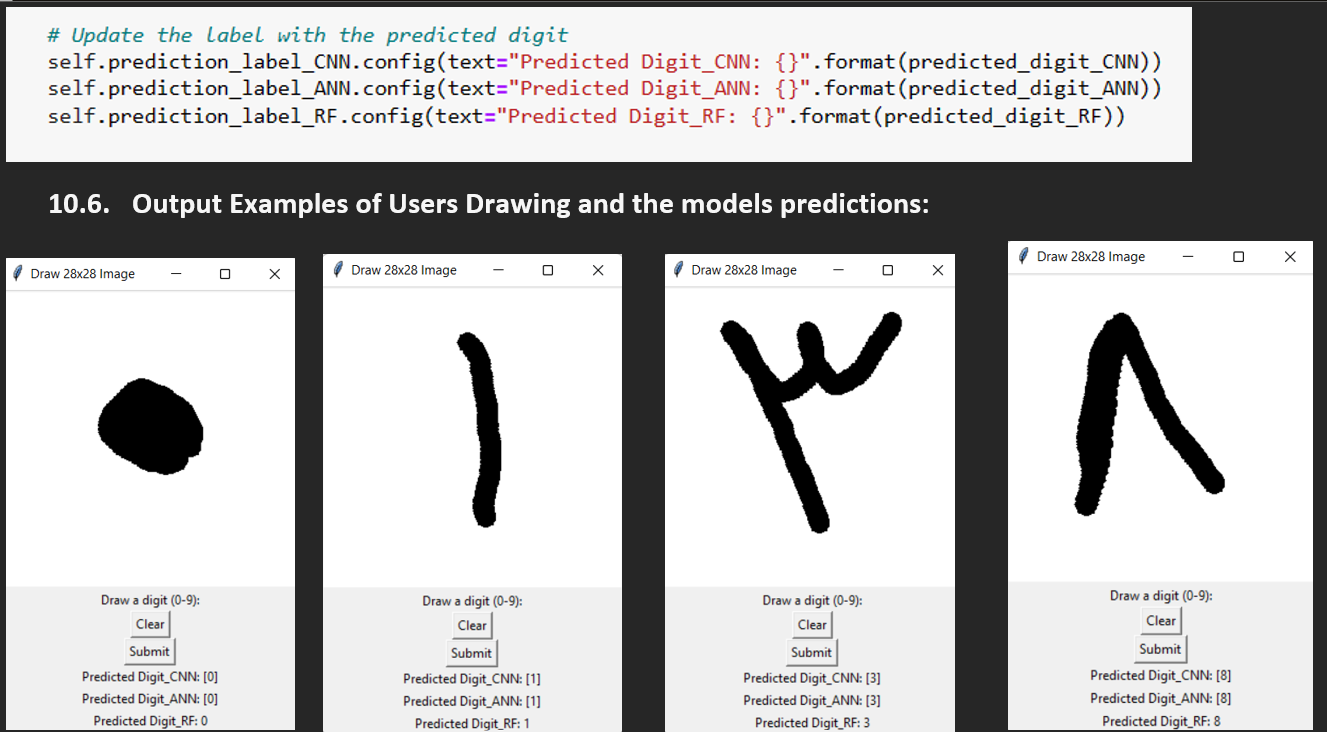 # Update the label with the predicted digit
self.prediction_label_CNN.config(text="Predicted Digit_CNN: {}".format(predicted_digit_CNN))
self.prediction_label_ANN.config(text="Predicted Digit_ANN: {}".format(predicted_digit_ANN))
self.prediction_label_RF.config(text="Predicted Digit_RF: {}".format(predicted_digit_RF))
10.6. Output Examples of Users Drawing and the models predictions:
Draw 28x28 Image
٠
Draw a digit (0-9):
Clear
Submit
Predicted Digit_CNN: [0]
Predicted Digit_ANN: [0]
Predicted Digit_RF: 0
Draw 28x28 Image
١
Draw a digit (0-9):
Clear
Submit
Predicted Digit_CNN: [1]
Predicted Digit_ANN: [1]
Predicted Digit_RF: 1
Draw 28x28 Image
٣
Draw a digit (0-9):
Clear
Submit
Predicted Digit_CNN: [3]
Predicted Digit_ANN: [3]
Predicted Digit_RF: 3
Draw 28x28 Image
٨
Draw a digit (0-9):
Clear
Submit
Predicted Digit_CNN: [8]
Predicted Digit_ANN: [8]
Predicted Digit_RF: 8